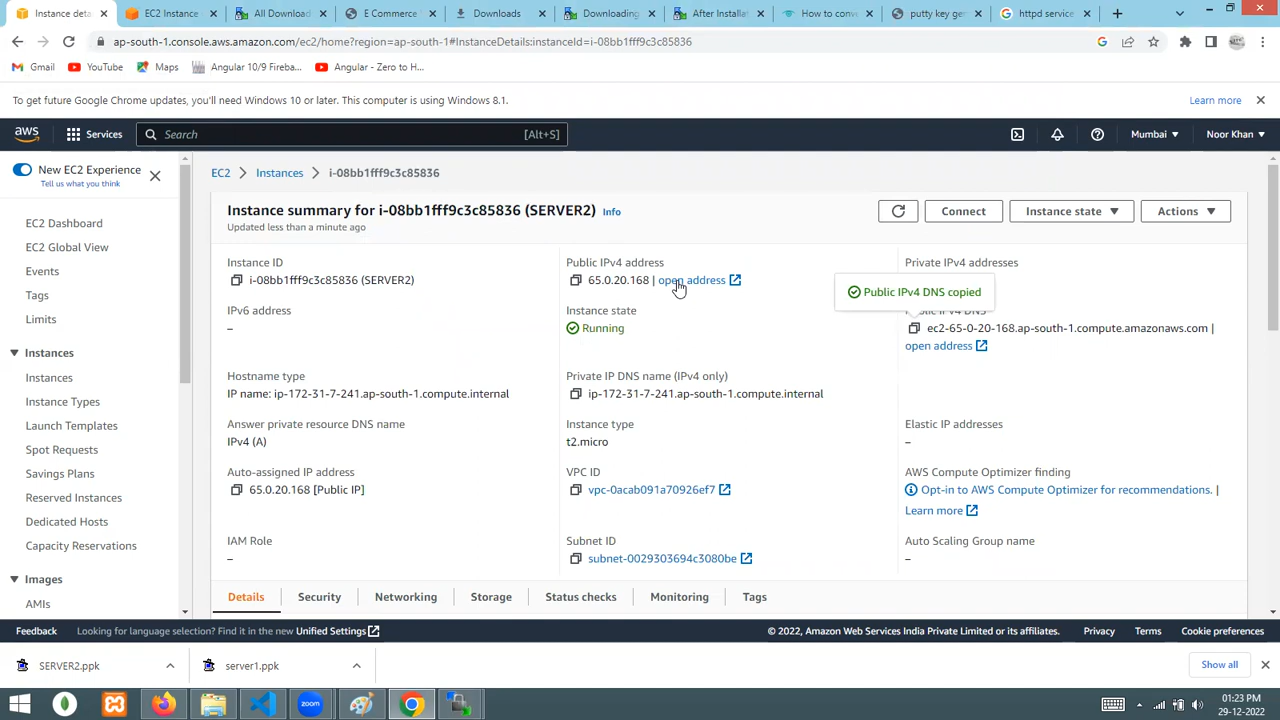 Instance deta
EC2 Instance
All Download
E Commerce
Downloads
Downloading
After Installa
How to conv
putty key gen
httpd service
ap-south-1.console.aws.amazon.com/ec2/home?region=ap-south-1#InstanceDetails:instanceId=i-08bb1fff9c3c85836
Gmail
YouTube
Maps
Angular 10/9 Fireba...
Angular - Zero to H...
To get future Google Chrome updates, you'll need Windows 10 or later. This computer is using Windows 8.1.
Learn more
aws
Services
Search
[Alt+S]
Mumbai
Noor Khan
New EC2 Experience
Tell us what you think
EC2 Dashboard
EC2 Global View
Events
Tags
Limits
Instances
Instances
Instance Types
Launch Templates
Spot Requests
Savings Plans
Reserved Instances
Dedicated Hosts
Capacity Reservations
Images
AMIs
EC2 > Instances > i-08bb1fff9c3c85836
Instance summary for i-08bb1fff9c3c85836 (SERVER2) Info
Updated less than a minute ago
Connect
Instance state
Actions
Instance ID
i-08bb1fff9c3c85836 (SERVER2)
Public IPv4 address
65.0.20.168 | open address
Private IPv4 addresses
Public IPv4 DNS copied
IPv6 address
–
Instance state
Running
Public IPv4 DNS
ec2-65-0-20-168.ap-south-1.compute.amazonaws.com |
open address
Hostname type
IP name: ip-172-31-7-241.ap-south-1.compute.internal
Private IP DNS name (IPv4 only)
ip-172-31-7-241.ap-south-1.compute.internal
Answer private resource DNS name
IPv4 (A)
Instance type
t2.micro
Elastic IP addresses
–
Auto-assigned IP address
65.0.20.168 [Public IP]
VPC ID
vpc-0acab091a70926ef7
AWS Compute Optimizer finding
Opt-in to AWS Compute Optimizer for recommendations. |
Learn more
IAM Role
–
Subnet ID
subnet-0029303694c3080be
Auto Scaling Group name
–
Details
Security
Networking
Storage
Status checks
Monitoring
Tags
Feedback
Looking for language selection? Find it in the new Unified Settings
© 2022, Amazon Web Services India Private Limited or its affiliates.
Privacy
Terms
Cookie preferences
SERVER2.ppk
server1.ppk
Show all
zoom
01:23 PM
29-12-2022